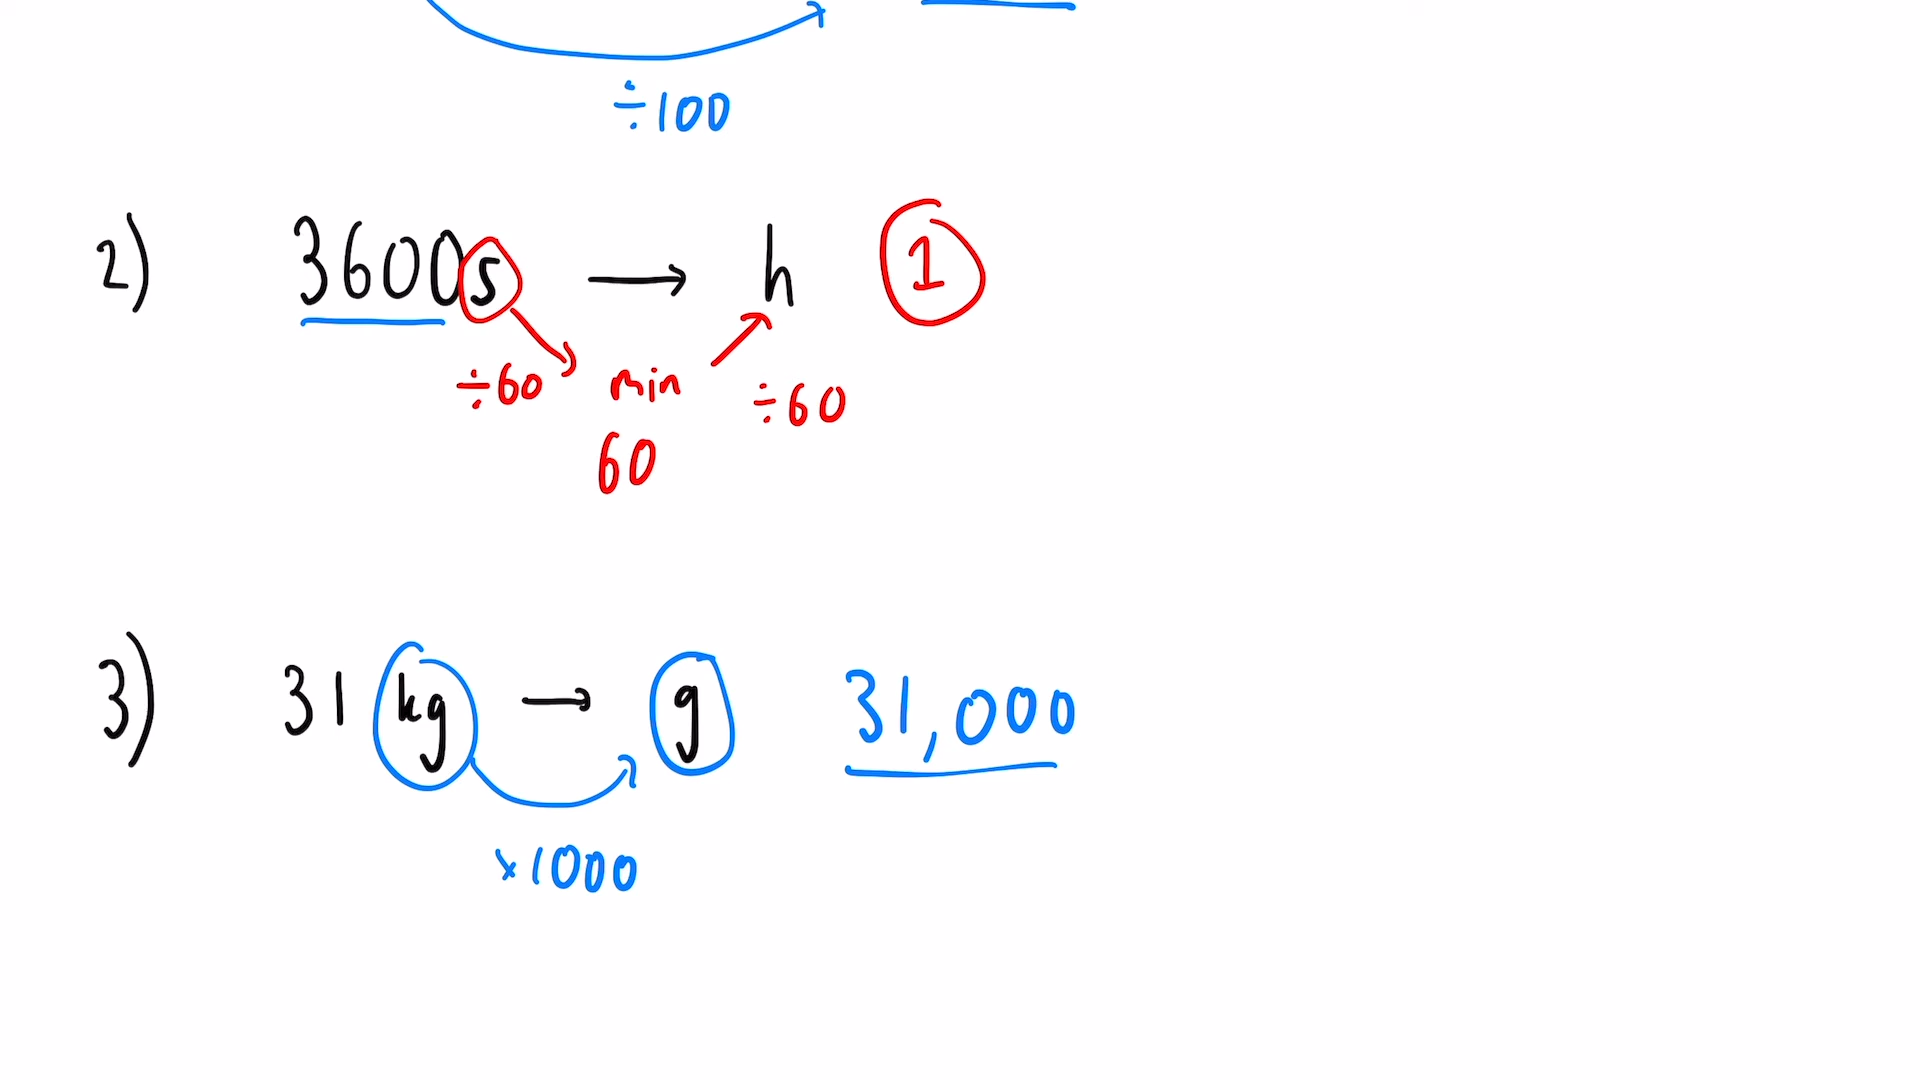 ÷100
2) 3600s → h 1
÷60 min ÷60
60
3) 31 kg → g 31,000
×1000